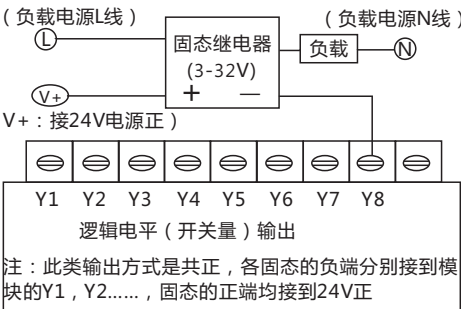 （负载电源L线）
（负载电源N线）
L
固态继电器
(3-32V)
+ —
负载
N
V+
V+：接24V电源正）
Y1 Y2 Y3 Y4 Y5 Y6 Y7 Y8
逻辑电平（开关量）输出
注：此类输出方式是共正，各固态的负端分别接到模
块的Y1，Y2……，固态的正端均接到24V正